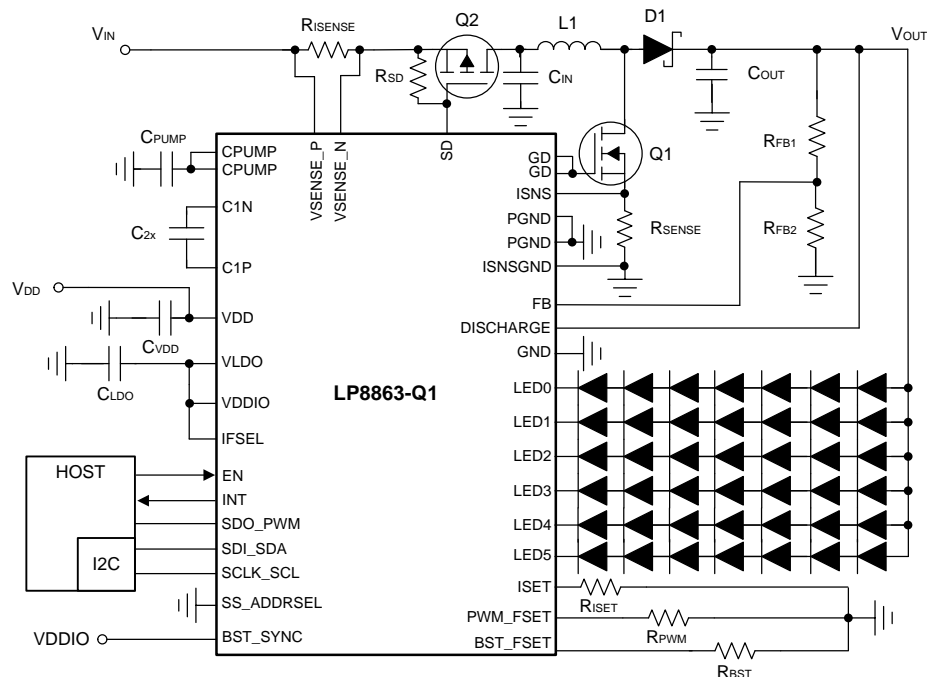 VIN
RISENSE
Q2
L1
D1
VOUT
RSD
CIN
COUT
CPUMP
CPUMP
CPUMP
VSENSE_P
VSENSE_N
SD
GD
GD
Q1
RFB1
C1N
ISNS
C2x
PGND
PGND
RSENSE
RFB2
C1P
ISNSGND
VDD
VDD
FB
CVDD
DISCHARGE
VLDO
GND
CLDO
LP8863-Q1
LED0
VDDIO
LED1
IFSEL
LED2
HOST
EN
LED3
INT
SDO_PWM
LED4
I2C
SDI_SDA
LED5
SCLK_SCL
ISET
RISET
SS_ADDRSEL
PWM_FSET
RPWM
VDDIO
BST_SYNC
BST_FSET
RBST